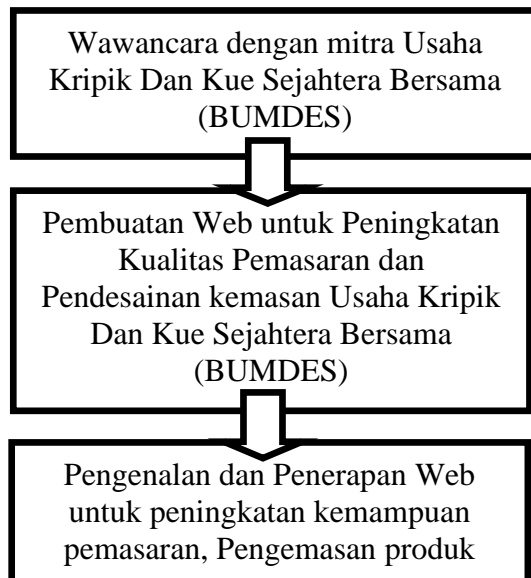 Wawancara dengan mitra Usaha
Kripik Dan Kue Sejahtera Bersama
(BUMDES)
Pembuatan Web untuk Peningkatan
Kualitas Pemasaran dan
Pendesainan kemasan Usaha Kripik
Dan Kue Sejahtera Bersama
(BUMDES)
Pengenalan dan Penerapan Web
untuk peningkatan kemampuan
pemasaran, Pengemasan produk